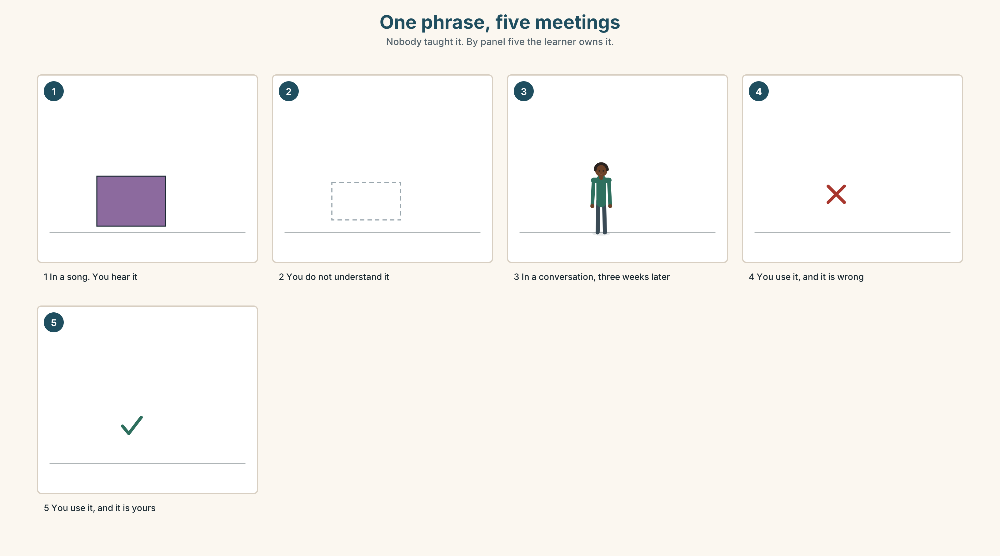 One phrase, five meetings
Nobody taught it. By panel five the learner owns it.
1
2
3
4
1 In a song. You hear it
2 You do not understand it
3 In a conversation, three weeks later
4 You use it, and it is wrong
5
5 You use it, and it is yours